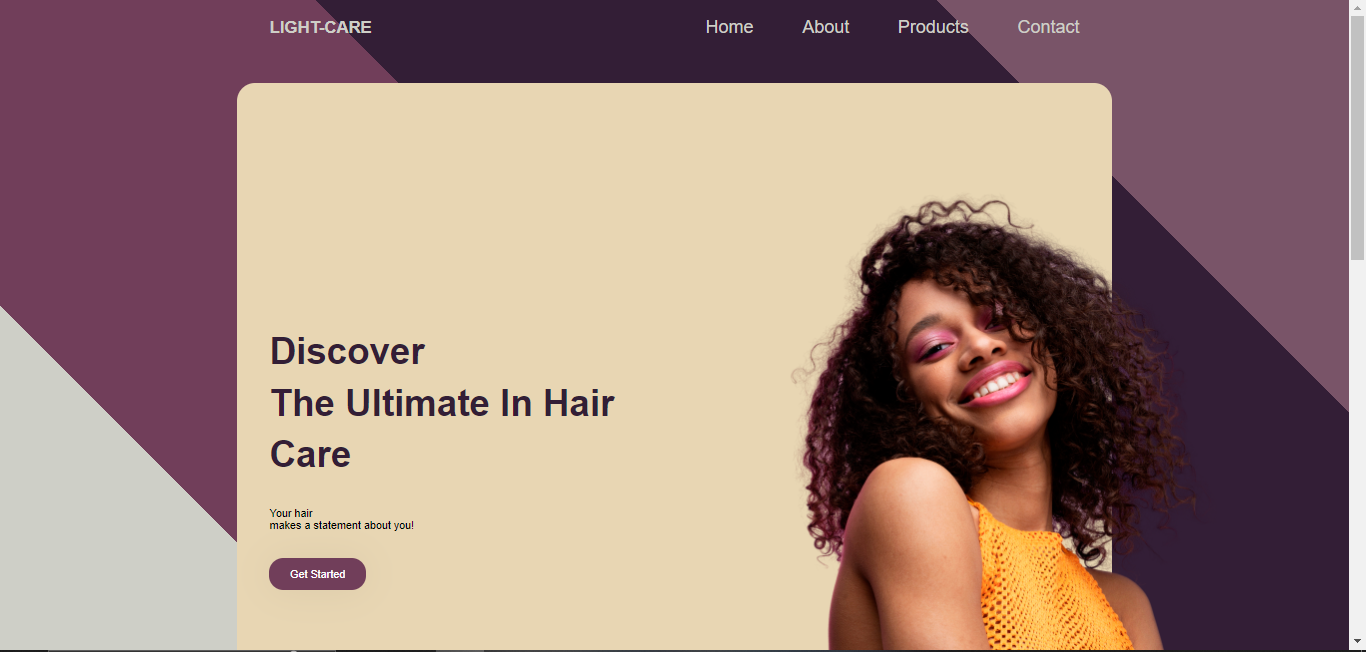 LIGHT-CARE
Home
About
Products
Contact
Discover
The Ultimate In Hair
Care
Your hair
makes a statement about you!
Get Started